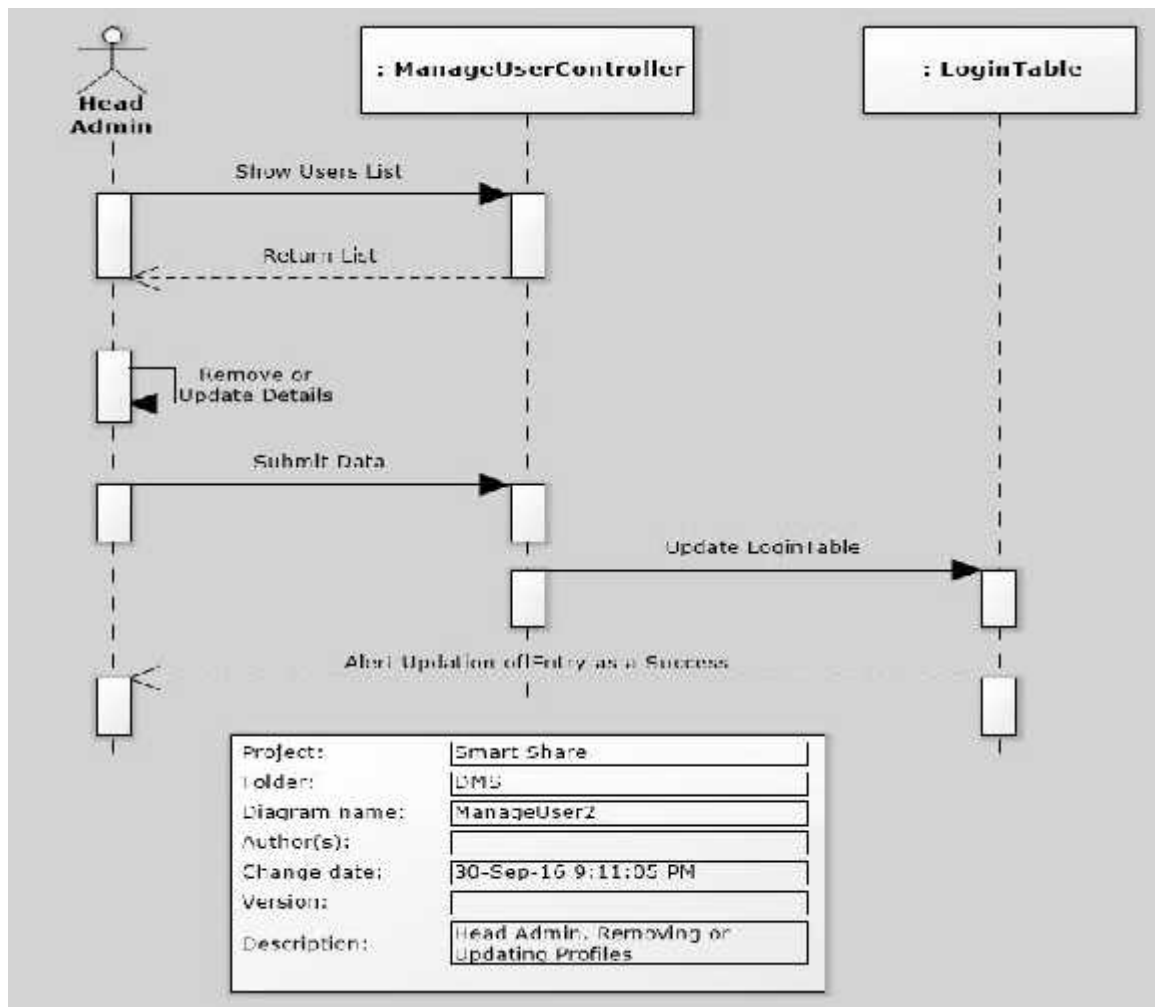 Head
Admin
: ManageUserController
: LoginTable
Show Users List
Return List
Remove or
Update Details
Submit Data
Update LoginTable
Alert Updation of Entry as a Success
Project: Smart Share
Folder: DMS
Diagram name: ManageUser2
Author(s):
Change date: 30-Sep-16 9:11:05 PM
Version:
Description: Head Admin, Removing or
Updating Profiles